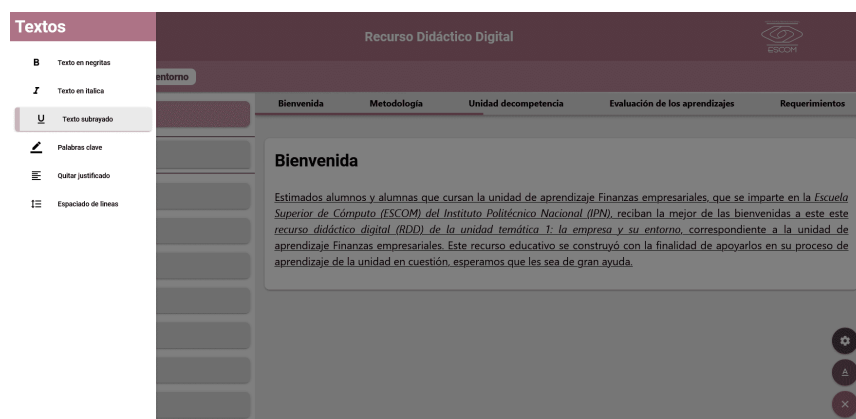 Textos
Recurso Didáctico Digital
ESCOM
B Texto en negritas
entorno
I Texto en italica
Bienvenida Metodología Unidad decompetencia Evaluación de los aprendizajes Requerimientos
U Texto subrayado
Palabras clave
Bienvenida
Quitar justificado
Espaciado de lineas
Estimados alumnos y alumnas que cursan la unidad de aprendizaje Finanzas empresariales, que se imparte en la Escuela
Superior de Cómputo (ESCOM) del Instituto Politécnico Nacional (IPN), reciban la mejor de las bienvenidas a este este
recurso didáctico digital (RDD) de la unidad temática 1: la empresa y su entorno, correspondiente a la unidad de
aprendizaje Finanzas empresariales. Este recurso educativo se construyó con la finalidad de apoyarlos en su proceso de
aprendizaje de la unidad en cuestión, esperamos que les sea de gran ayuda.
A